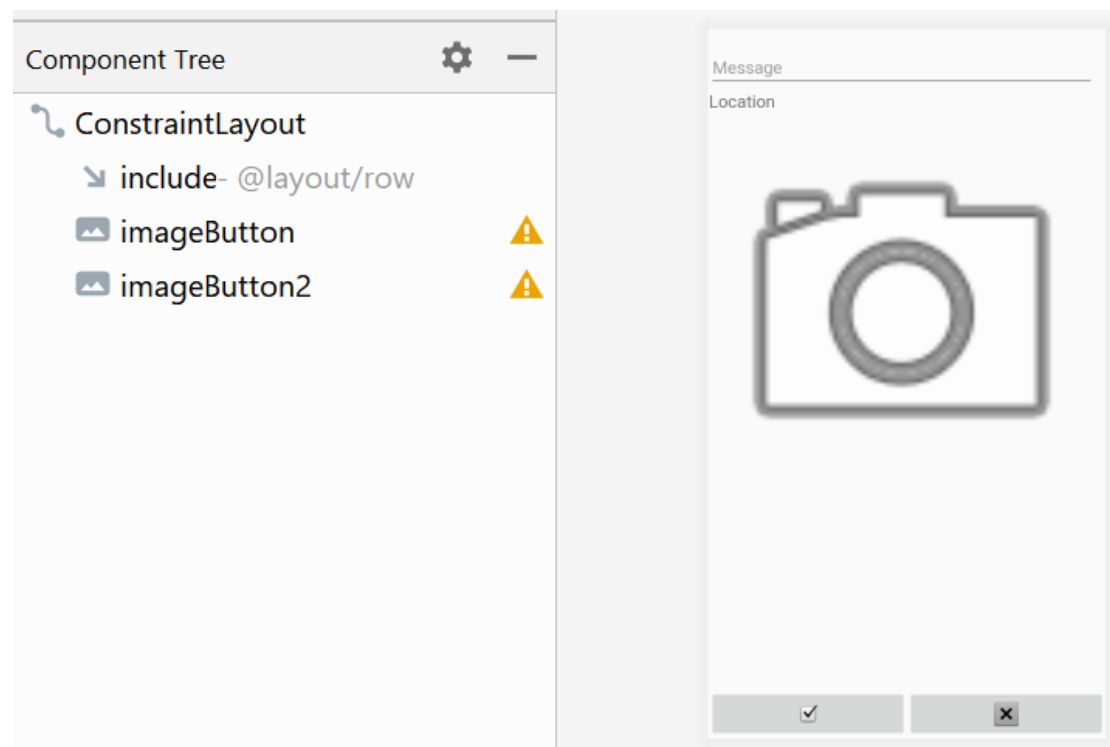 Component Tree
ConstraintLayout
include- @layout/row
imageButton
imageButton2
Message
Location